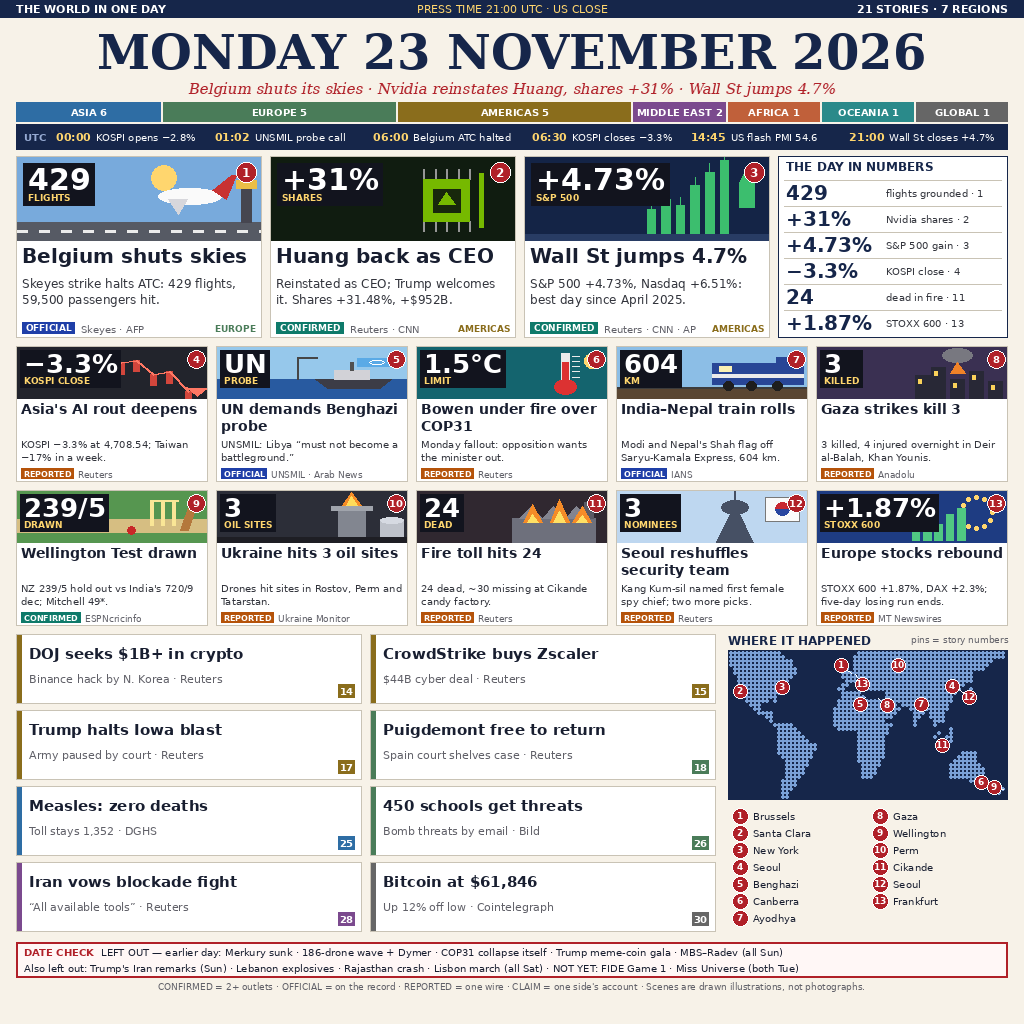 THE WORLD IN ONE DAY
PRESS TIME 21:00 UTC · US CLOSE
21 STORIES · 7 REGIONS
MONDAY 23 NOVEMBER 2026
Belgium shuts its skies · Nvidia reinstates Huang, shares +31% · Wall St jumps 4.7%
ASIA 6
EUROPE 5
AMERICAS 5
MIDDLE EAST 2
AFRICA 1
OCEANIA 1
GLOBAL 1
UTC 00:00 KOSPI opens −2.8% 01:02 UNSMIL probe call 06:00 Belgium ATC halted 06:30 KOSPI closes −3.3% 14:45 US flash PMI 54.6 21:00 Wall St closes +4.7%
429
FLIGHTS
1
Belgium shuts skies
Skeyes strike halts ATC: 429 flights,
59,500 passengers hit.
OFFICIAL Skeyes · AFP
EUROPE
+31%
SHARES
2
Huang back as CEO
Reinstated as CEO; Trump welcomes
it. Shares +31.48%, +$952B.
CONFIRMED Reuters · CNN
AMERICAS
+4.73%
S&P 500
3
Wall St jumps 4.7%
S&P 500 +4.73%, Nasdaq +6.51%:
best day since April 2025.
CONFIRMED Reuters · CNN · AP
AMERICAS
THE DAY IN NUMBERS
429 flights grounded · 1
+31% Nvidia shares · 2
+4.73% S&P 500 gain · 3
−3.3% KOSPI close · 4
24 dead in fire · 11
+1.87% STOXX 600 · 13
−3.3%
KOSPI CLOSE
4
Asia's AI rout deepens
KOSPI −3.3% at 4,708.54; Taiwan
−17% in a week.
REPORTED Reuters
UN
PROBE
5
UN demands Benghazi
probe
UNSMIL: Libya “must not become a
battleground.”
OFFICIAL UNSMIL · Arab News
1.5°C
LIMIT
6
Bowen under fire over
COP31
Monday fallout: opposition wants
the minister out.
REPORTED Reuters
604
KM
7
India–Nepal train rolls
Modi and Nepal's Shah flag off
Saryu-Kamala Express, 604 km.
OFFICIAL IANS
3
KILLED
8
Gaza strikes kill 3
3 killed, 4 injured overnight in Deir
al-Balah, Khan Younis.
REPORTED Anadolu
239/5
DRAWN
9
Wellington Test drawn
NZ 239/5 hold out vs India's 720/9
dec; Mitchell 49*.
CONFIRMED ESPNcricinfo
3
OIL SITES
10
Ukraine hits 3 oil sites
Drones hit sites in Rostov, Perm and
Tatarstan.
REPORTED Ukraine Monitor
24
DEAD
11
Fire toll hits 24
24 dead, ~30 missing at Cikande
candy factory.
REPORTED Reuters
3
NOMINEES
12
Seoul reshuffles
security team
Kang Kum-sil named first female
spy chief; two more picks.
REPORTED Reuters
+1.87%
STOXX 600
13
Europe stocks rebound
STOXX 600 +1.87%, DAX +2.3%;
five-day losing run ends.
REPORTED MT Newswires
DOJ seeks $1B+ in crypto
Binance hack by N. Korea · Reuters
14
CrowdStrike buys Zscaler
$44B cyber deal · Reuters
15
Trump halts Iowa blast
Army paused by court · Reuters
17
Puigdemont free to return
Spain court shelves case · Reuters
18
Measles: zero deaths
Toll stays 1,352 · DGHS
25
450 schools get threats
Bomb threats by email · Bild
26
Iran vows blockade fight
“All available tools” · Reuters
28
Bitcoin at $61,846
Up 12% off low · Cointelegraph
30
WHERE IT HAPPENED
pins = story numbers
1
10
2
3
13
4
12
5
8
7
11
6
9
1 Brussels
2 Santa Clara
3 New York
4 Seoul
5 Benghazi
6 Canberra
7 Ayodhya
8 Gaza
9 Wellington
10 Perm
11 Cikande
12 Seoul
13 Frankfurt
DATE CHECK LEFT OUT — earlier day: Merkury sunk · 186-drone wave + Dymer · COP31 collapse itself · Trump meme-coin gala · MBS–Radev (all Sun)
Also left out: Trump's Iran remarks (Sun) · Lebanon explosives · Rajasthan crash · Lisbon march (all Sat) · NOT YET: FIDE Game 1 · Miss Universe (both Tue)
CONFIRMED = 2+ outlets · OFFICIAL = on the record · REPORTED = one wire · CLAIM = one side's account · Scenes are drawn illustrations, not photographs.